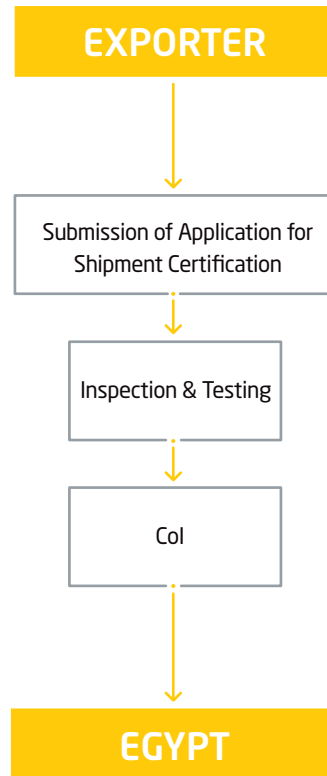 EXPORTER
Submission of Application for
Shipment Certification
Inspection & Testing
CoI
EGYPT